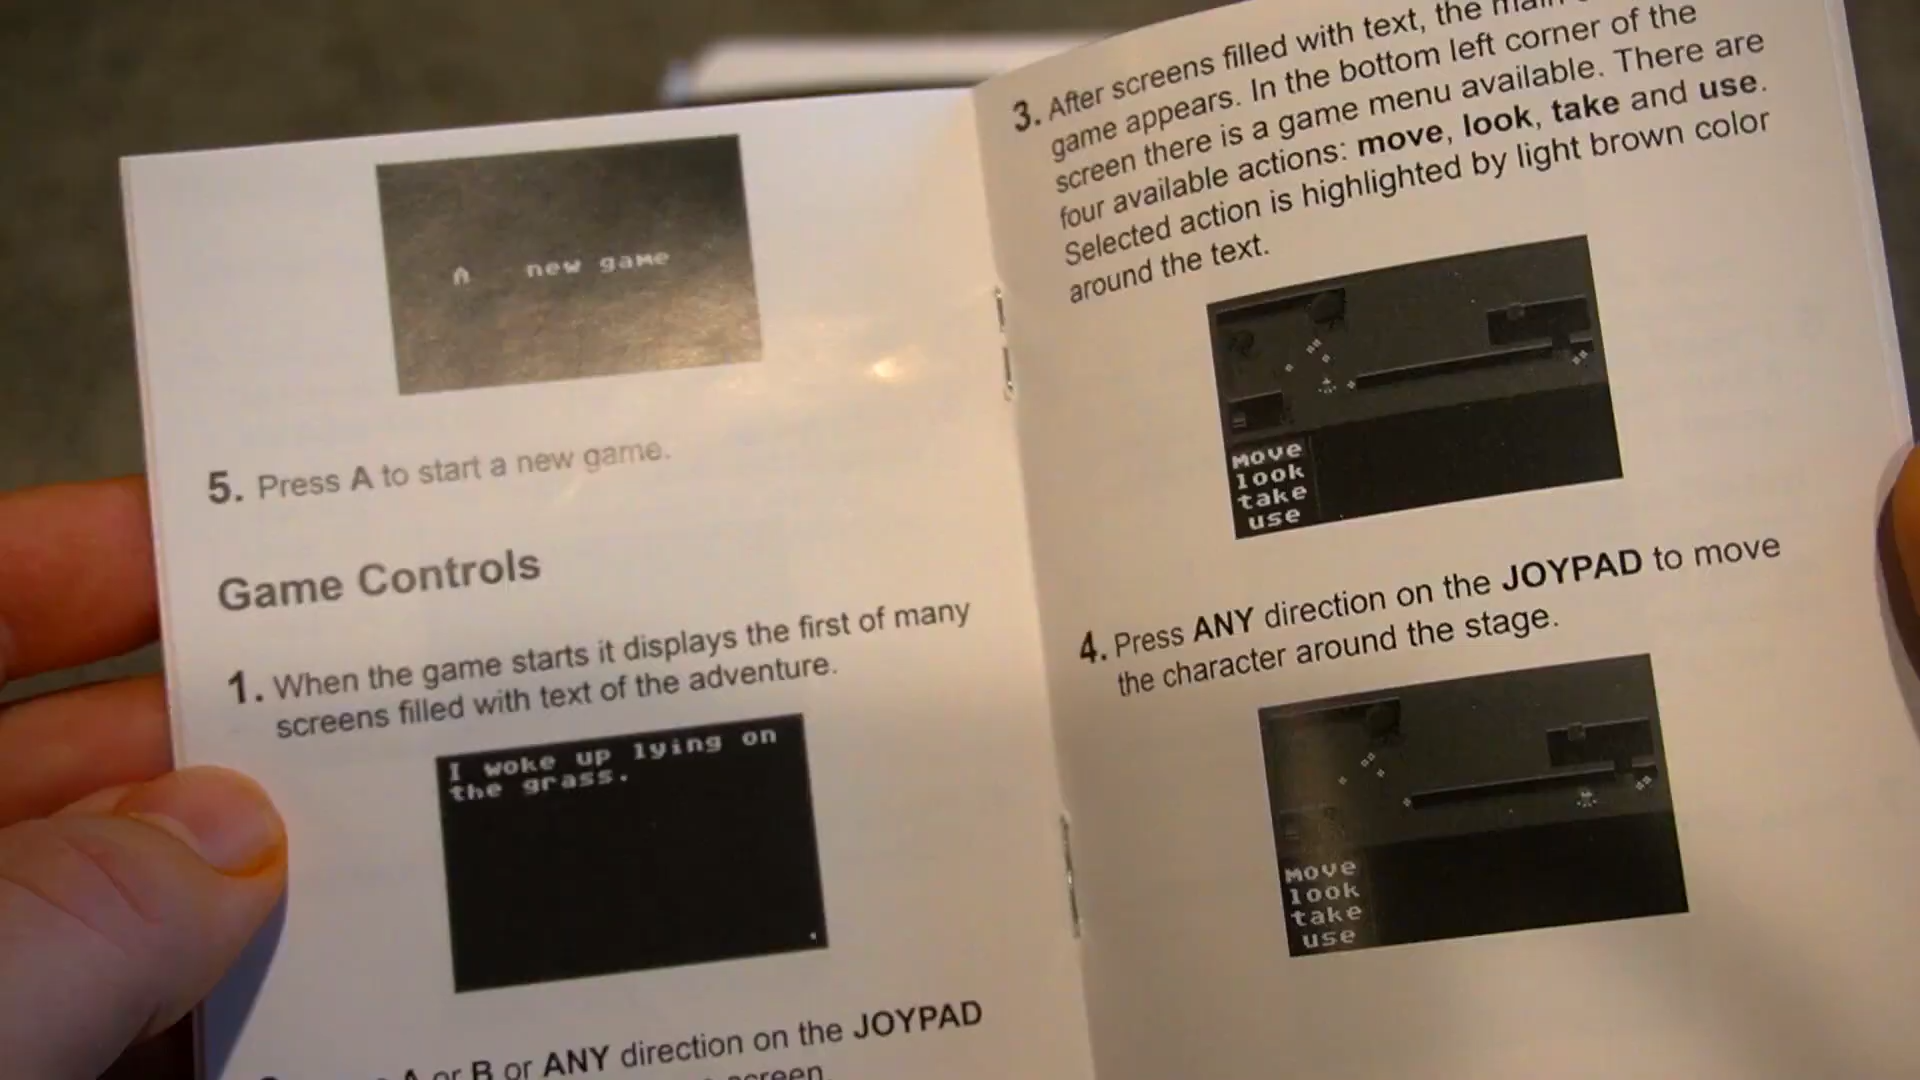 A new game
5. Press A to start a new game.
Game Controls
1. When the game starts it displays the first of many
screens filled with text of the adventure.
I woke up lying on
the grass.
A or B or ANY direction on the JOYPAD
screen.
3. After screens filled with text, the main
game appears. In the bottom left corner of the
screen there is a game menu available. There are
four available actions: move, look, take and use.
Selected action is highlighted by light brown color
around the text.
move
look
take
use
4. Press ANY direction on the JOYPAD to move
the character around the stage.
move
look
take
use